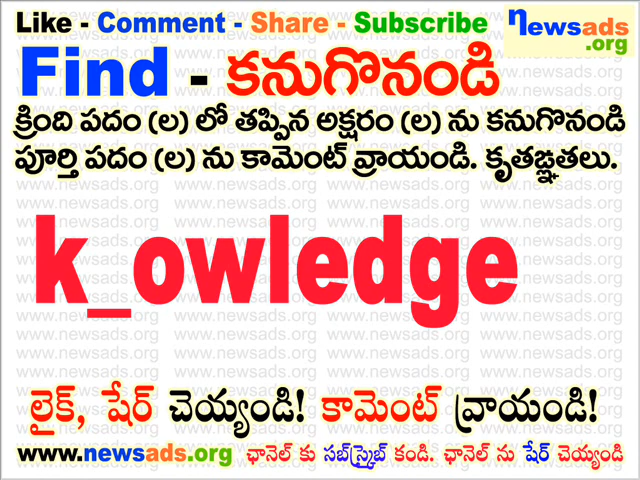 Like - Comment - Share - Subscribe
newsads
.org
Find - కనుగొనండి
క్రింది పదం (ల) లో తప్పిన అక్షరం (ల) ను కనుగొనండి
పూర్తి పదం (ల) ను కామెంట్ వ్రాయండి. కృతఙ్ఞతలు.
k_owledge
లైక్, షేర్ చెయ్యండి! కామెంట్ వ్రాయండి!
www.newsads.org ఛానెల్ కు సబ్‌స్క్రైబ్ కండి. ఛానెల్ ను షేర్ చెయ్యండి